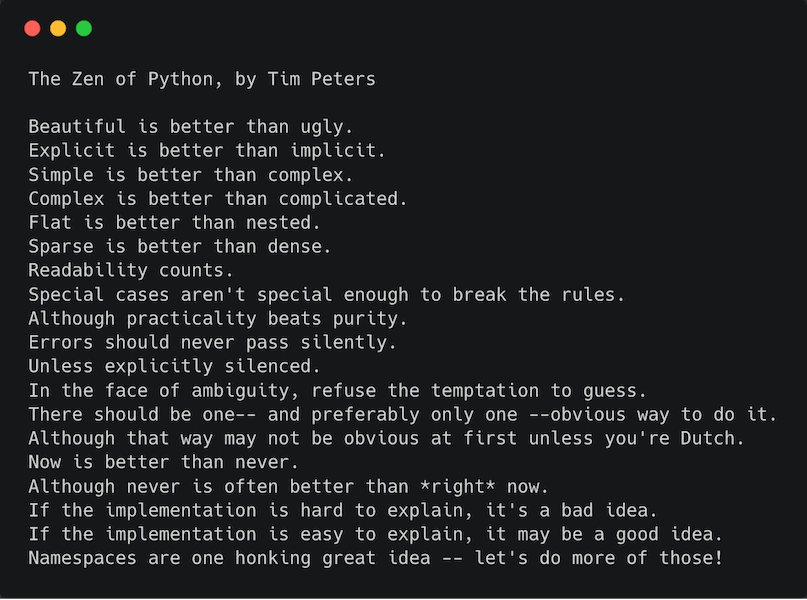 The Zen of Python, by Tim Peters
Beautiful is better than ugly.
Explicit is better than implicit.
Simple is better than complex.
Complex is better than complicated.
Flat is better than nested.
Sparse is better than dense.
Readability counts.
Special cases aren't special enough to break the rules.
Although practicality beats purity.
Errors should never pass silently.
Unless explicitly silenced.
In the face of ambiguity, refuse the temptation to guess.
There should be one-- and preferably only one --obvious way to do it.
Although that way may not be obvious at first unless you're Dutch.
Now is better than never.
Although never is often better than *right* now.
If the implementation is hard to explain, it's a bad idea.
If the implementation is easy to explain, it may be a good idea.
Namespaces are one honking great idea -- let's do more of those!